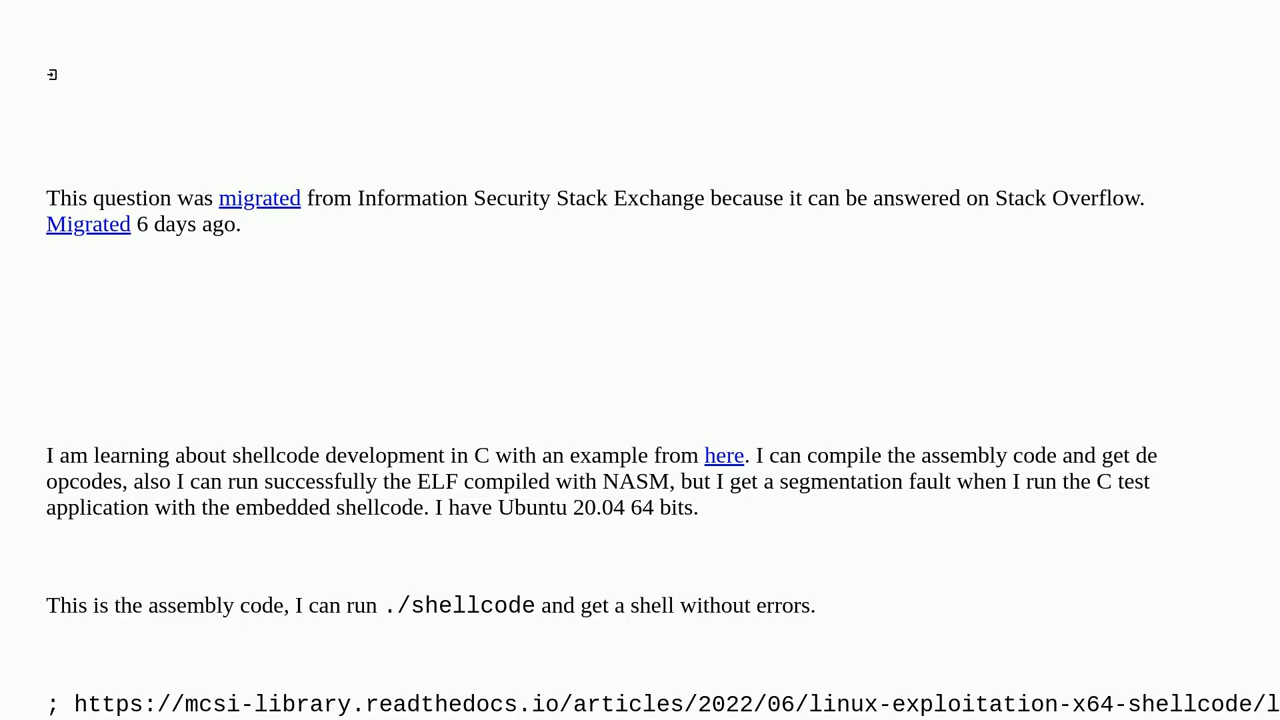 This question was migrated from Information Security Stack Exchange because it can be answered on Stack Overflow.
Migrated 6 days ago.
I am learning about shellcode development in C with an example from here. I can compile the assembly code and get de
opcodes, also I can run successfully the ELF compiled with NASM, but I get a segmentation fault when I run the C test
application with the embedded shellcode. I have Ubuntu 20.04 64 bits.
This is the assembly code, I can run ./shellcode and get a shell without errors.
; https://mcsi-library.readthedocs.io/articles/2022/06/linux-exploitation-x64-shellcode/l